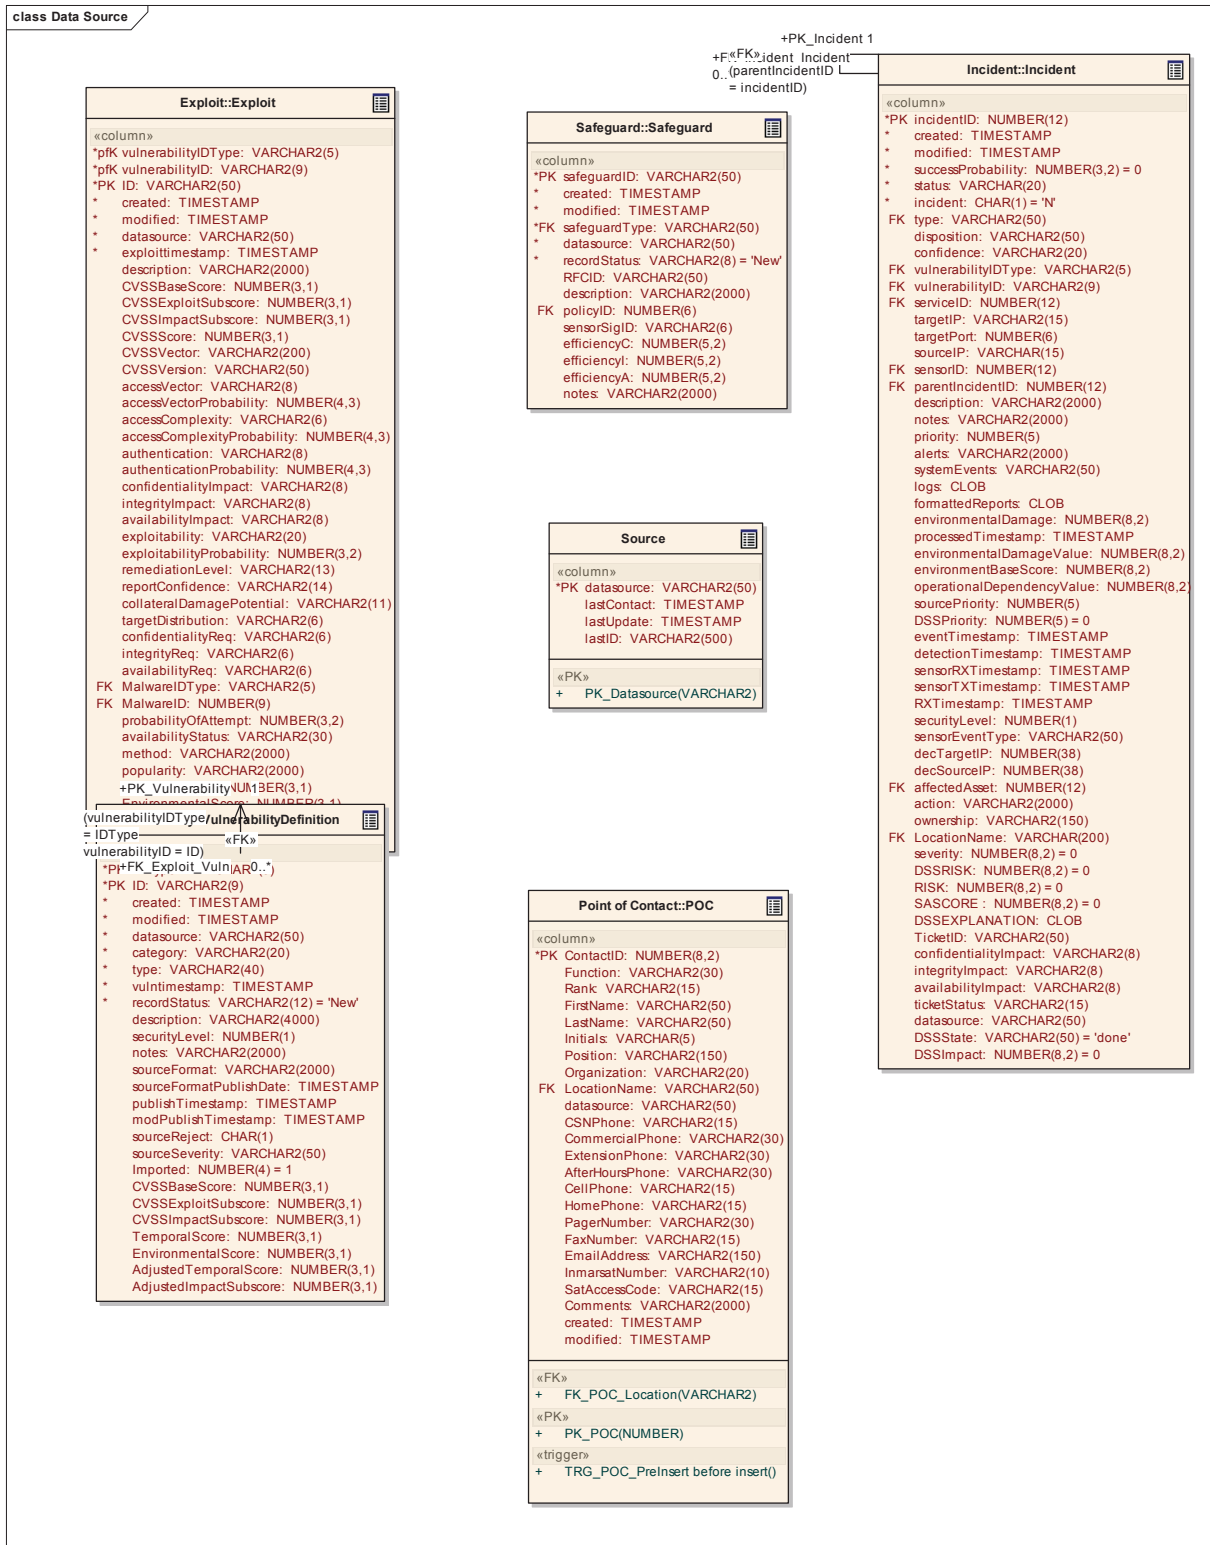 class Data Source
+PK_Incident 1
«FK»
Incident
0..
(parentIncidentID
= incidentID)
Exploit::Exploit
«column»
*pfK vulnerabilityIDType: VARCHAR2(5)
*pfK vulnerabilityID: VARCHAR2(9)
*PK ID: VARCHAR2(50)
* created: TIMESTAMP
* modified: TIMESTAMP
* datasource: VARCHAR2(50)
* exploittimestamp: TIMESTAMP
description: VARCHAR2(2000)
CVSSBaseScore: NUMBER(3,1)
CVSSExploitSubscore: NUMBER(3,1)
CVSSImpactSubscore: NUMBER(3,1)
CVSSScore: NUMBER(3,1)
CVSSVector: VARCHAR2(200)
CVSSVersion: VARCHAR2(50)
accessVector: VARCHAR2(8)
accessVectorProbability: NUMBER(4,3)
accessComplexity: VARCHAR2(6)
accessComplexityProbability: NUMBER(4,3)
authentication: VARCHAR2(8)
authenticationProbability: NUMBER(4,3)
confidentialityImpact: VARCHAR2(8)
integrityImpact: VARCHAR2(8)
availabilityImpact: VARCHAR2(8)
exploitability: VARCHAR2(20)
exploitabilityProbability: NUMBER(3,2)
remediationLevel: VARCHAR2(13)
reportConfidence: VARCHAR2(14)
collateralDamagePotential: VARCHAR2(11)
targetDistribution: VARCHAR2(6)
confidentialityReq: VARCHAR2(6)
integrityReq: VARCHAR2(6)
availabilityReq: VARCHAR2(6)
FK MalwareIDType: VARCHAR2(5)
FK MalwareID: NUMBER(9)
probabilityOfAttempt: NUMBER(3,2)
availabilityStatus: VARCHAR2(30)
method: VARCHAR2(2000)
popularity: VARCHAR2(2000)
+PK_Vulnerability 1
EnvironmentalScore: NUMBER(3,1)
(vulnerabilityIDType
= IDType
vulnerabilityID = ID)
«FK»
+FK_Exploit_Vuln 0..*
VulnerabilityDefinition
*PK ID: VARCHAR2(9)
* created: TIMESTAMP
* modified: TIMESTAMP
* datasource: VARCHAR2(50)
* category: VARCHAR2(20)
* type: VARCHAR2(40)
* vulntimestamp: TIMESTAMP
* recordStatus: VARCHAR2(12) = 'New'
description: VARCHAR2(4000)
securityLevel: NUMBER(1)
notes: VARCHAR2(2000)
sourceFormat: VARCHAR2(2000)
sourceFormatPublishDate: TIMESTAMP
publishTimestamp: TIMESTAMP
modPublishTimestamp: TIMESTAMP
sourceReject: CHAR(1)
sourceSeverity: VARCHAR2(50)
Imported: NUMBER(4) = 1
CVSSBaseScore: NUMBER(3,1)
CVSSExploitSubscore: NUMBER(3,1)
CVSSImpactSubscore: NUMBER(3,1)
TemporalScore: NUMBER(3,1)
EnvironmentalScore: NUMBER(3,1)
AdjustedTemporalScore: NUMBER(3,1)
AdjustedImpactSubscore: NUMBER(3,1)
Safeguard::Safeguard
«column»
*PK safeguardID: VARCHAR2(50)
* created: TIMESTAMP
* modified: TIMESTAMP
*FK safeguardType: VARCHAR2(50)
* datasource: VARCHAR2(50)
* recordStatus: VARCHAR2(8) = 'New'
RFCID: VARCHAR2(50)
description: VARCHAR2(2000)
FK policyID: NUMBER(6)
sensorSigID: VARCHAR2(6)
efficiencyC: NUMBER(5,2)
efficiencyI: NUMBER(5,2)
efficiencyA: NUMBER(5,2)
notes: VARCHAR2(2000)
Source
«column»
*PK datasource: VARCHAR2(50)
lastContact: TIMESTAMP
lastUpdate: TIMESTAMP
lastID: VARCHAR2(500)
«PK»
+ PK_Datasource(VARCHAR2)
Point of Contact::POC
«column»
*PK ContactID: NUMBER(8,2)
Function: VARCHAR2(30)
Rank: VARCHAR2(15)
FirstName: VARCHAR2(50)
LastName: VARCHAR2(50)
Initials: VARCHAR(5)
Position: VARCHAR2(150)
Organization: VARCHAR2(20)
FK LocationName: VARCHAR2(50)
datasource: VARCHAR2(50)
CSNPhone: VARCHAR2(15)
CommercialPhone: VARCHAR2(30)
ExtensionPhone: VARCHAR2(30)
AfterHoursPhone: VARCHAR2(30)
CellPhone: VARCHAR2(15)
HomePhone: VARCHAR2(15)
PagerNumber: VARCHAR2(30)
FaxNumber: VARCHAR2(15)
EmailAddress: VARCHAR2(150)
InmarsatNumber: VARCHAR2(10)
SatAccessCode: VARCHAR2(15)
Comments: VARCHAR2(2000)
created: TIMESTAMP
modified: TIMESTAMP
«FK»
+ FK_POC_Location(VARCHAR2)
«PK»
+ PK_POC(NUMBER)
«trigger»
+ TRG_POC_PreInsert before insert()
Incident::Incident
«column»
*PK incidentID: NUMBER(12)
* created: TIMESTAMP
* modified: TIMESTAMP
* successProbability: NUMBER(3,2) = 0
* status: VARCHAR(20)
* incident: CHAR(1) = 'N'
FK type: VARCHAR2(50)
disposition: VARCHAR2(50)
confidence: VARCHAR2(20)
FK vulnerabilityIDType: VARCHAR2(5)
FK vulnerabilityID: VARCHAR2(9)
FK serviceID: NUMBER(12)
targetIP: VARCHAR2(15)
targetPort: NUMBER(6)
sourceIP: VARCHAR(15)
FK sensorID: NUMBER(12)
FK parentIncidentID: NUMBER(12)
description: VARCHAR2(2000)
notes: VARCHAR2(2000)
priority: NUMBER(5)
alerts: VARCHAR2(2000)
systemEvents: VARCHAR2(50)
logs: CLOB
formattedReports: CLOB
environmentalDamage: NUMBER(8,2)
processedTimestamp: TIMESTAMP
environmentalDamageValue: NUMBER(8,2)
environmentBaseScore: NUMBER(8,2)
operationalDependencyValue: NUMBER(8,2)
sourcePriority: NUMBER(5)
DSSPriority: NUMBER(5) = 0
eventTimestamp: TIMESTAMP
detectionTimestamp: TIMESTAMP
sensorRXTimestamp: TIMESTAMP
sensorTXTimestamp: TIMESTAMP
RXTimestamp: TIMESTAMP
securityLevel: NUMBER(1)
sensorEventType: VARCHAR2(50)
decTargetIP: NUMBER(38)
decSourceIP: NUMBER(38)
FK affectedAsset: NUMBER(12)
action: VARCHAR2(2000)
ownership: VARCHAR2(150)
FK LocationName: VARCHAR(200)
severity: NUMBER(8,2) = 0
DSSRISK: NUMBER(8,2) = 0
RISK: NUMBER(8,2) = 0
SASCORE : NUMBER(8,2) = 0
DSSEXPLANATION: CLOB
TicketID: VARCHAR2(50)
confidentialityImpact: VARCHAR2(8)
integrityImpact: VARCHAR2(8)
availabilityImpact: VARCHAR2(8)
ticketStatus: VARCHAR2(15)
datasource: VARCHAR2(50)
DSSState: VARCHAR2(50) = 'done'
DSSImpact: NUMBER(8,2) = 0